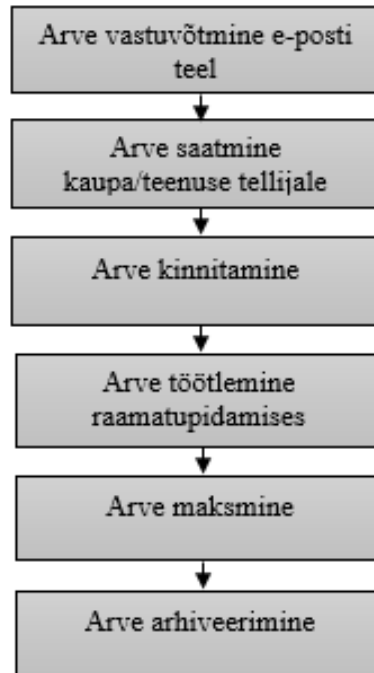 Arve vastuvõtmine e-posti
teel
Arve saatmine
kaupa/teenuse tellijale
Arve kinnitamine
Arve töötlemine
raamatupidamises
Arve maksmine
Arve arhiveerimine